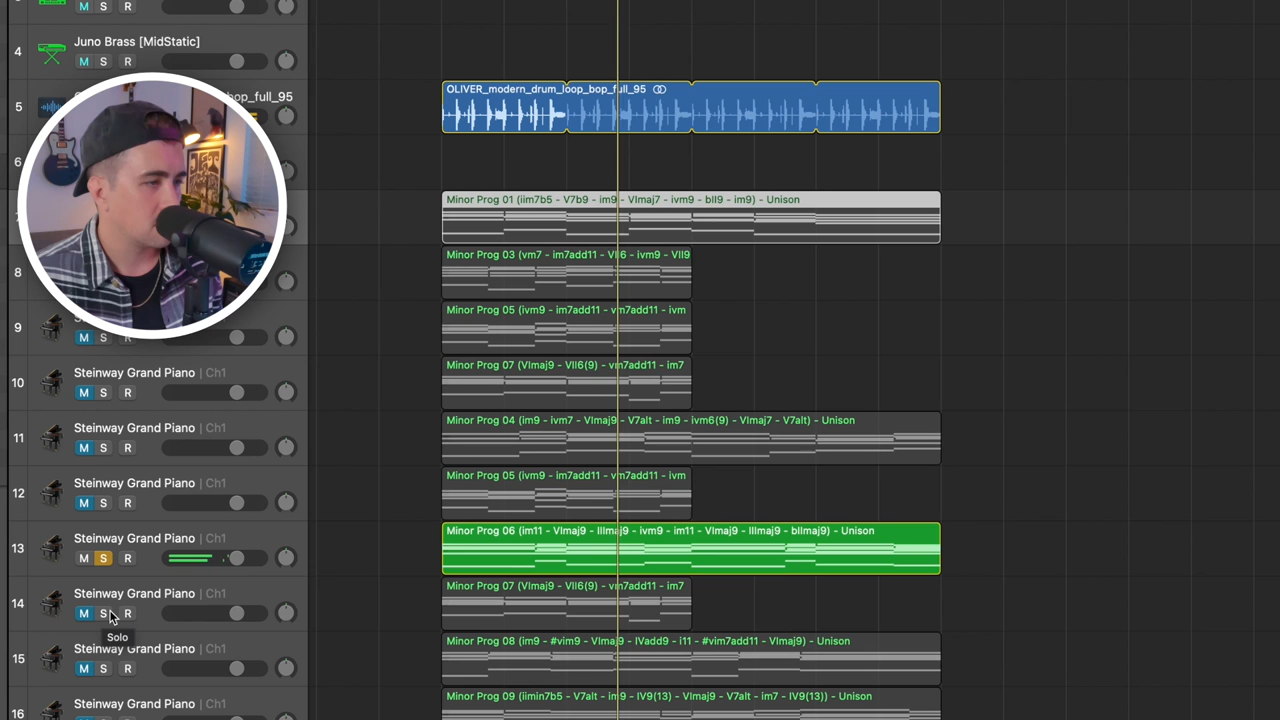 M S R
4
Juno Brass [MidStatic]
M S R
5
bop_full_95
OLIVER_modern_drum_loop_bop_full_95
6
Minor Prog 01 (iim7b5 - V7b9 - im9 - VImaj7 - ivm9 - bII9 - im9) - Unison
8
Minor Prog 03 (vm7 - im7add11 - VII6 - ivm9 - VII9
9
M S R
Minor Prog 05 (ivm9 - im7add11 - vm7add11 - ivm
10
Steinway Grand Piano | Ch1
M S R
Minor Prog 07 (VImaj9 - VII6(9) - vm7add11 - im7
11
Steinway Grand Piano | Ch1
M S R
Minor Prog 04 (im9 - ivm7 - VImaj9 - V7alt - im9 - ivm6(9) - VImaj7 - V7alt) - Unison
12
Steinway Grand Piano | Ch1
M S R
Minor Prog 05 (ivm9 - im7add11 - vm7add11 - ivm
13
Steinway Grand Piano | Ch1
M S R
Minor Prog 06 (im11 - VImaj9 - IIImaj9 - ivm9 - im11 - VImaj9 - IIImaj9 - bIImaj9) - Unison
14
Steinway Grand Piano | Ch1
M S R
Solo
Minor Prog 07 (VImaj9 - VII6(9) - vm7add11 - im7
15
Steinway Grand Piano | Ch1
M S R
Minor Prog 08 (im9 - #vim9 - VImaj9 - IVadd9 - i11 - #vim7add11 - VImaj9) - Unison
16
Steinway Grand Piano | Ch1
Minor Prog 09 (iimin7b5 - V7alt - im9 - IV9(13) - VImaj9 - V7alt - im7 - IV9(13)) - Unison